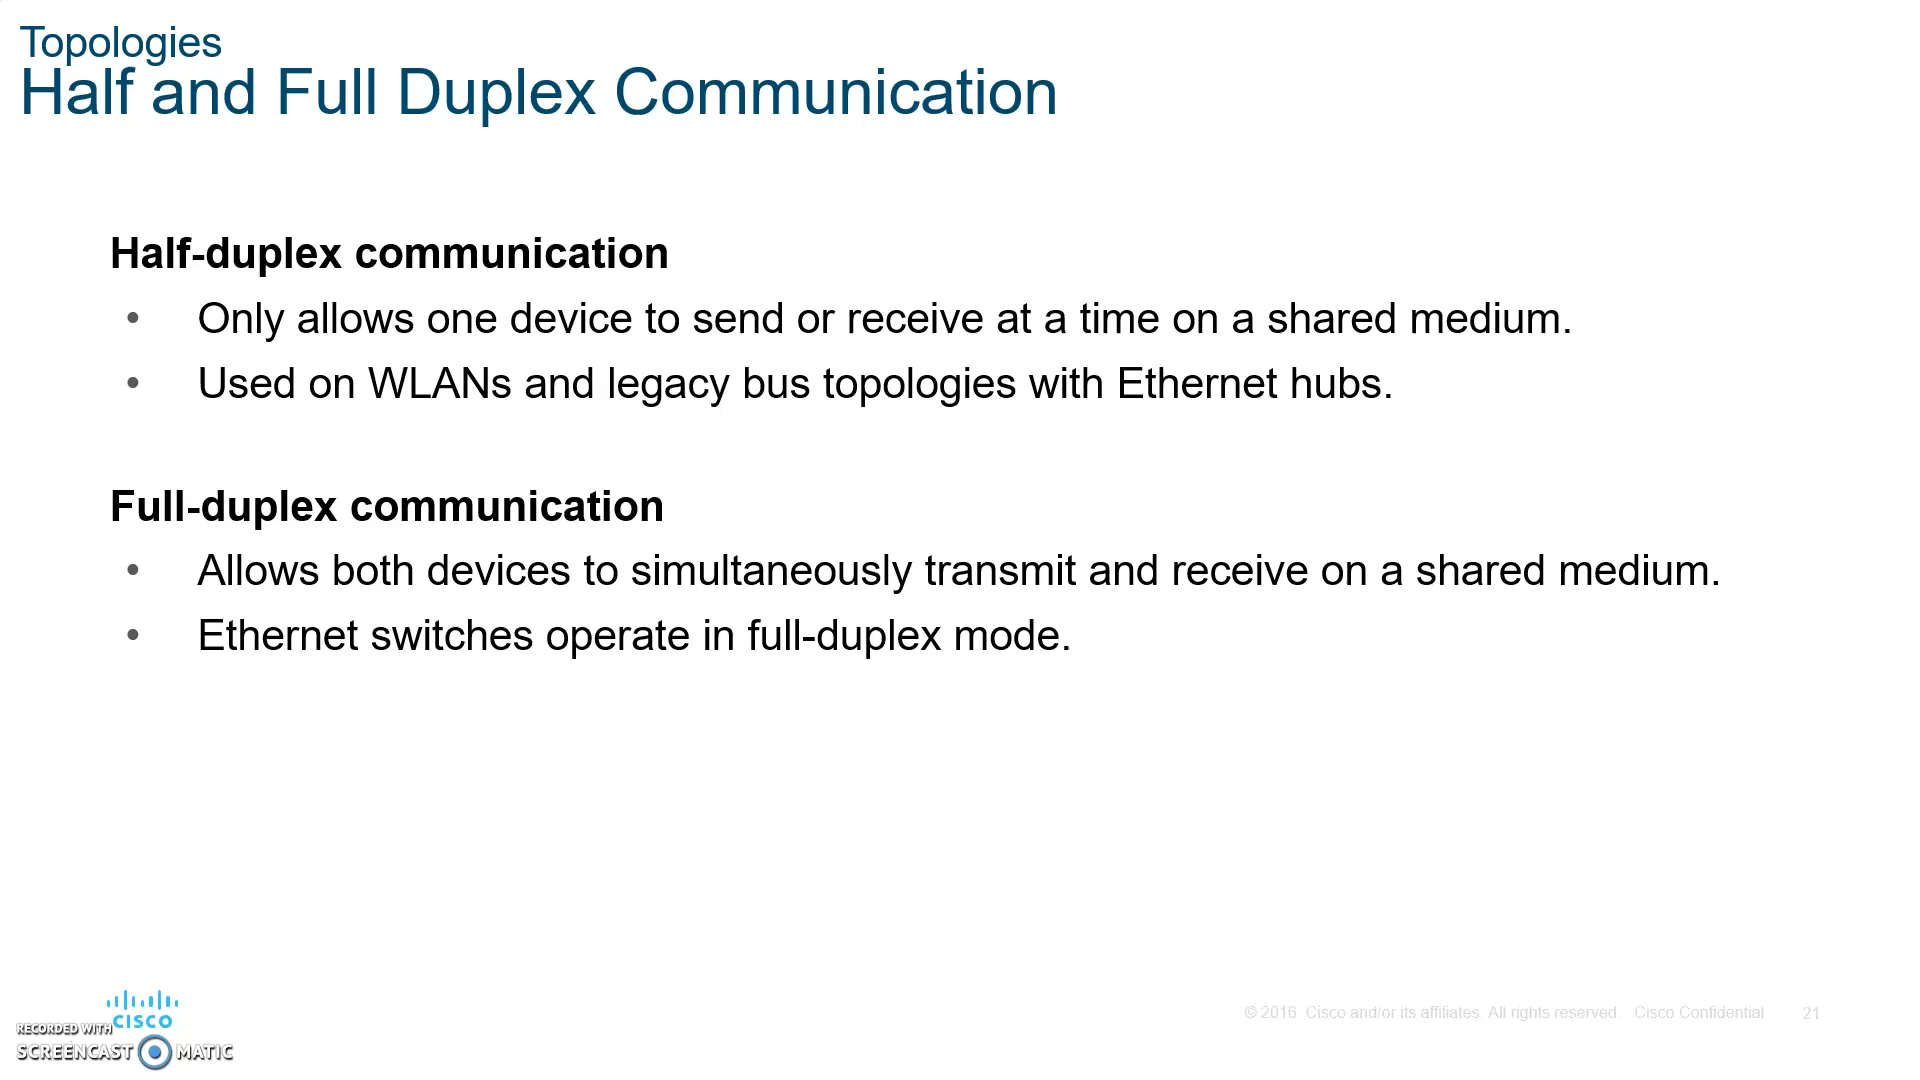 Topologies
Half and Full Duplex Communication
Half-duplex communication
• Only allows one device to send or receive at a time on a shared medium.
• Used on WLANs and legacy bus topologies with Ethernet hubs.
Full-duplex communication
• Allows both devices to simultaneously transmit and receive on a shared medium.
• Ethernet switches operate in full-duplex mode.
CISCO
RECORDED WITH
SCREENCAST MATIC
© 2016 Cisco and/or its affiliates. All rights reserved. Cisco Confidential 21